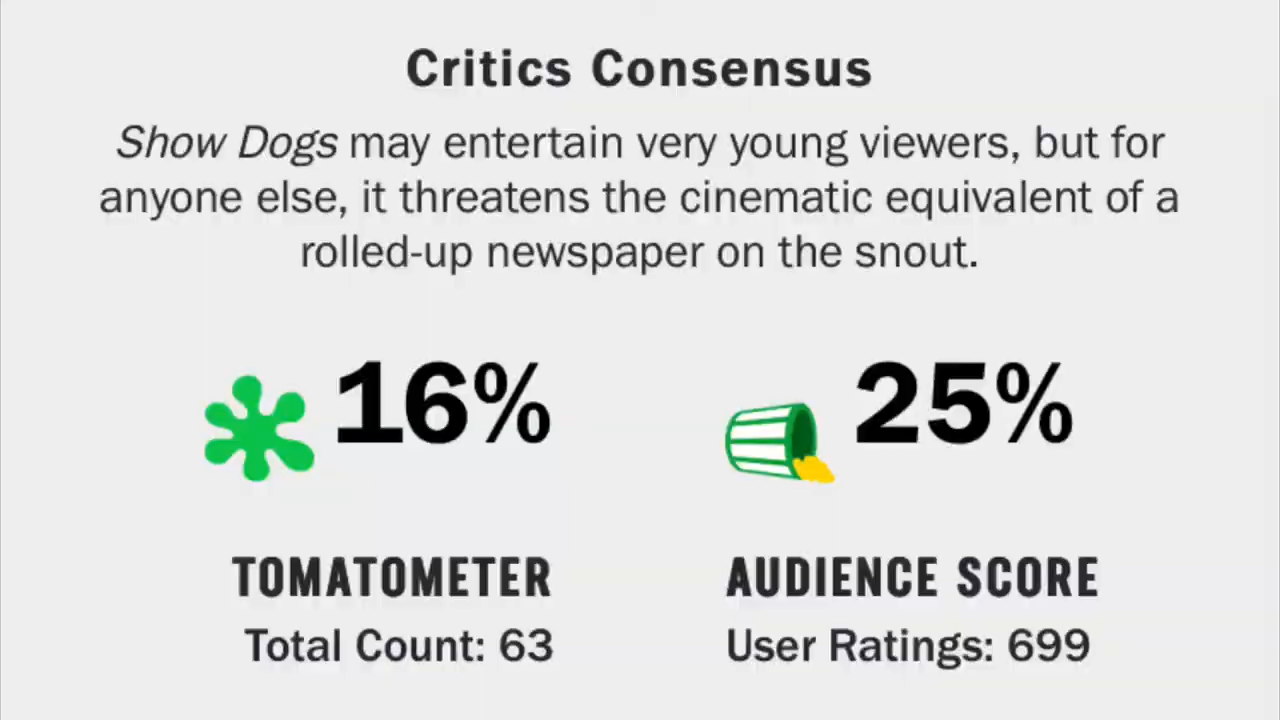 Critics Consensus
Show Dogs may entertain very young viewers, but for
anyone else, it threatens the cinematic equivalent of a
rolled-up newspaper on the snout.
16%
25%
TOMATOMETER
AUDIENCE SCORE
Total Count: 63
User Ratings: 699